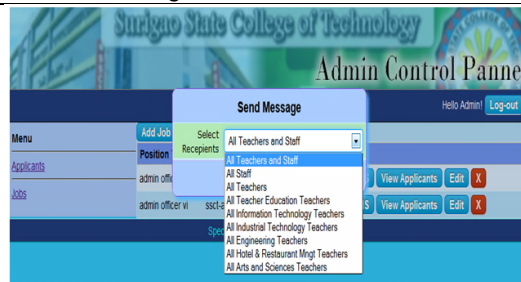 Surigao State College of Technology
Admin Control Panne
Hello Admin! Log-out
Send Message
Select Recepients All Teachers and Staff
All Teachers and Staff
All Staff
All Teachers
All Teacher Education Teachers
All Information Technology Teachers
All Industrial Technology Teachers
All Engineering Teachers
All Hotel & Restaurant Mngt Teachers
All Arts and Sciences Teachers
Menu
Applicants
Jobs
Add Job
Position
admin offic
View Applicants Edit X
admin officer vi ssct-a
S View Applicants Edit X
Spec